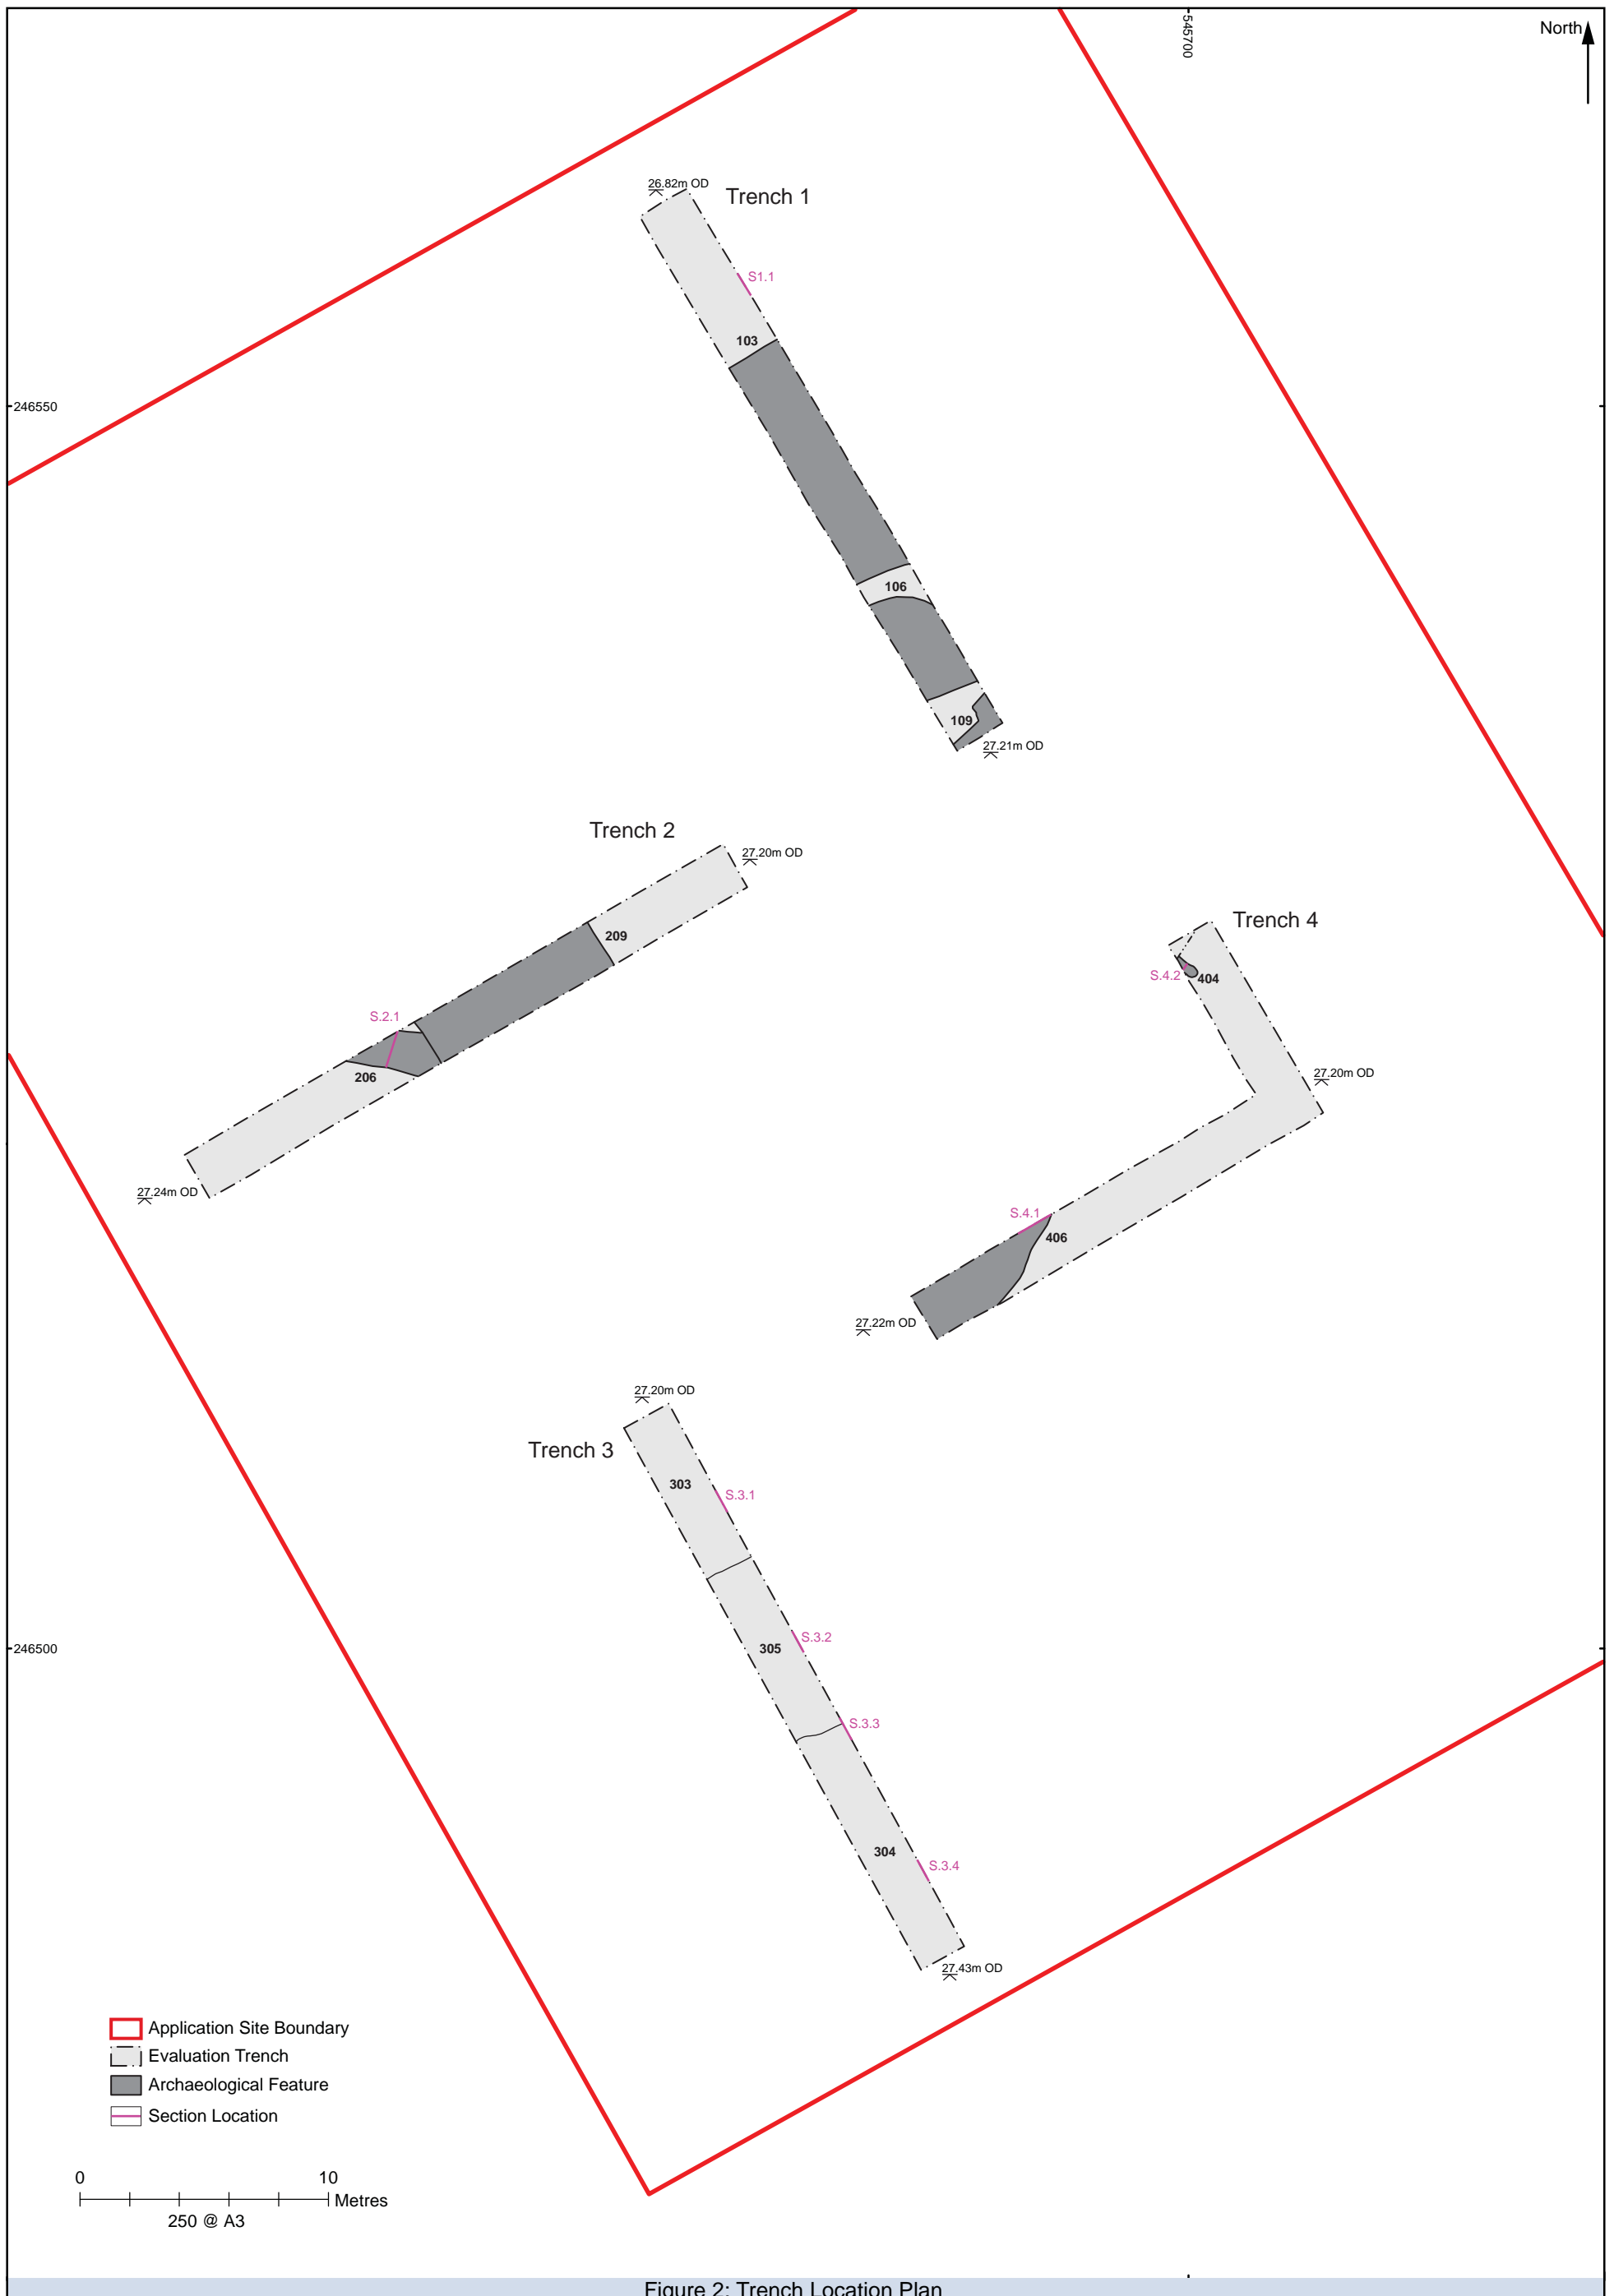 545700
North
26.82m OD
Trench 1
S1.1
103
246550
106
109
27.21m OD
Trench 2
27.20m OD
209
Trench 4
S.4.2
404
S.2.1
206
27.20m OD
27.24m OD
S.4.1
406
27.22m OD
27.20m OD
Trench 3
303
S.3.1
305
S.3.2
246500
S.3.3
304
S.3.4
27.43m OD
Application Site Boundary
Evaluation Trench
Archaeological Feature
Section Location
0 10
Metres
250 @ A3
Figure 2: Trench Location Plan